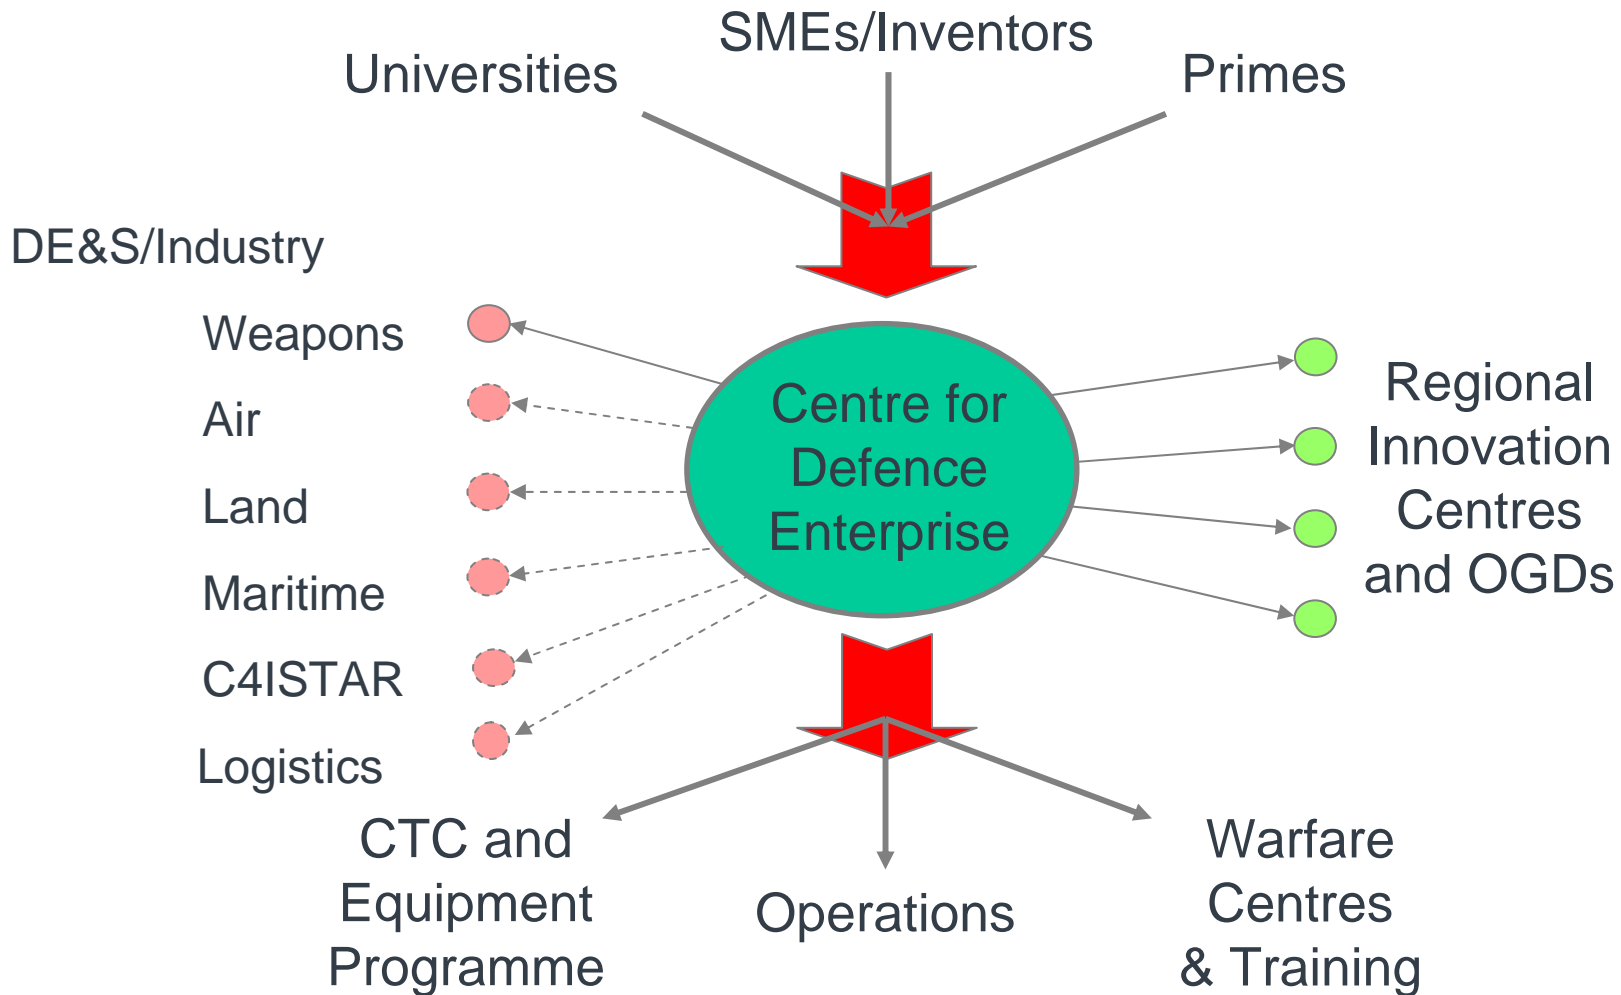 SMEs/Inventors
Universities
Primes
DE&S/Industry
Weapons
Air
Land
Maritime
C4ISTAR
Logistics
Centre for
Defence
Enterprise
Regional
Innovation
Centres
and OGDs
CTC and
Equipment
Programme
Operations
Warfare
Centres
& Training